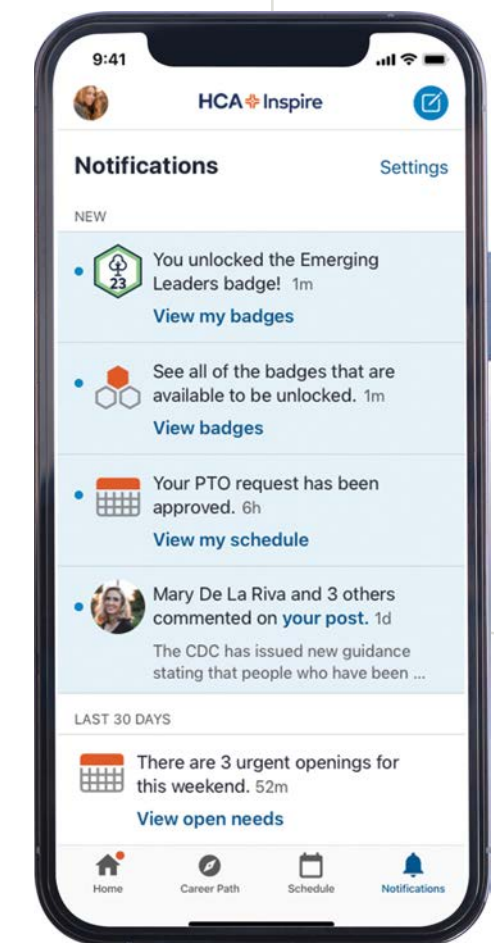 9:41
HCA Inspire
Notifications
Settings
NEW
23
You unlocked the Emerging
Leaders badge! 1m
View my badges
See all of the badges that are
available to be unlocked. 1m
View badges
Your PTO request has been
approved. 6h
View my schedule
Mary De La Riva and 3 others
commented on your post. 1d
The CDC has issued new guidance
stating that people who have been ...
LAST 30 DAYS
There are 3 urgent openings for
this weekend. 52m
View open needs
Home
Career Path
Schedule
Notifications